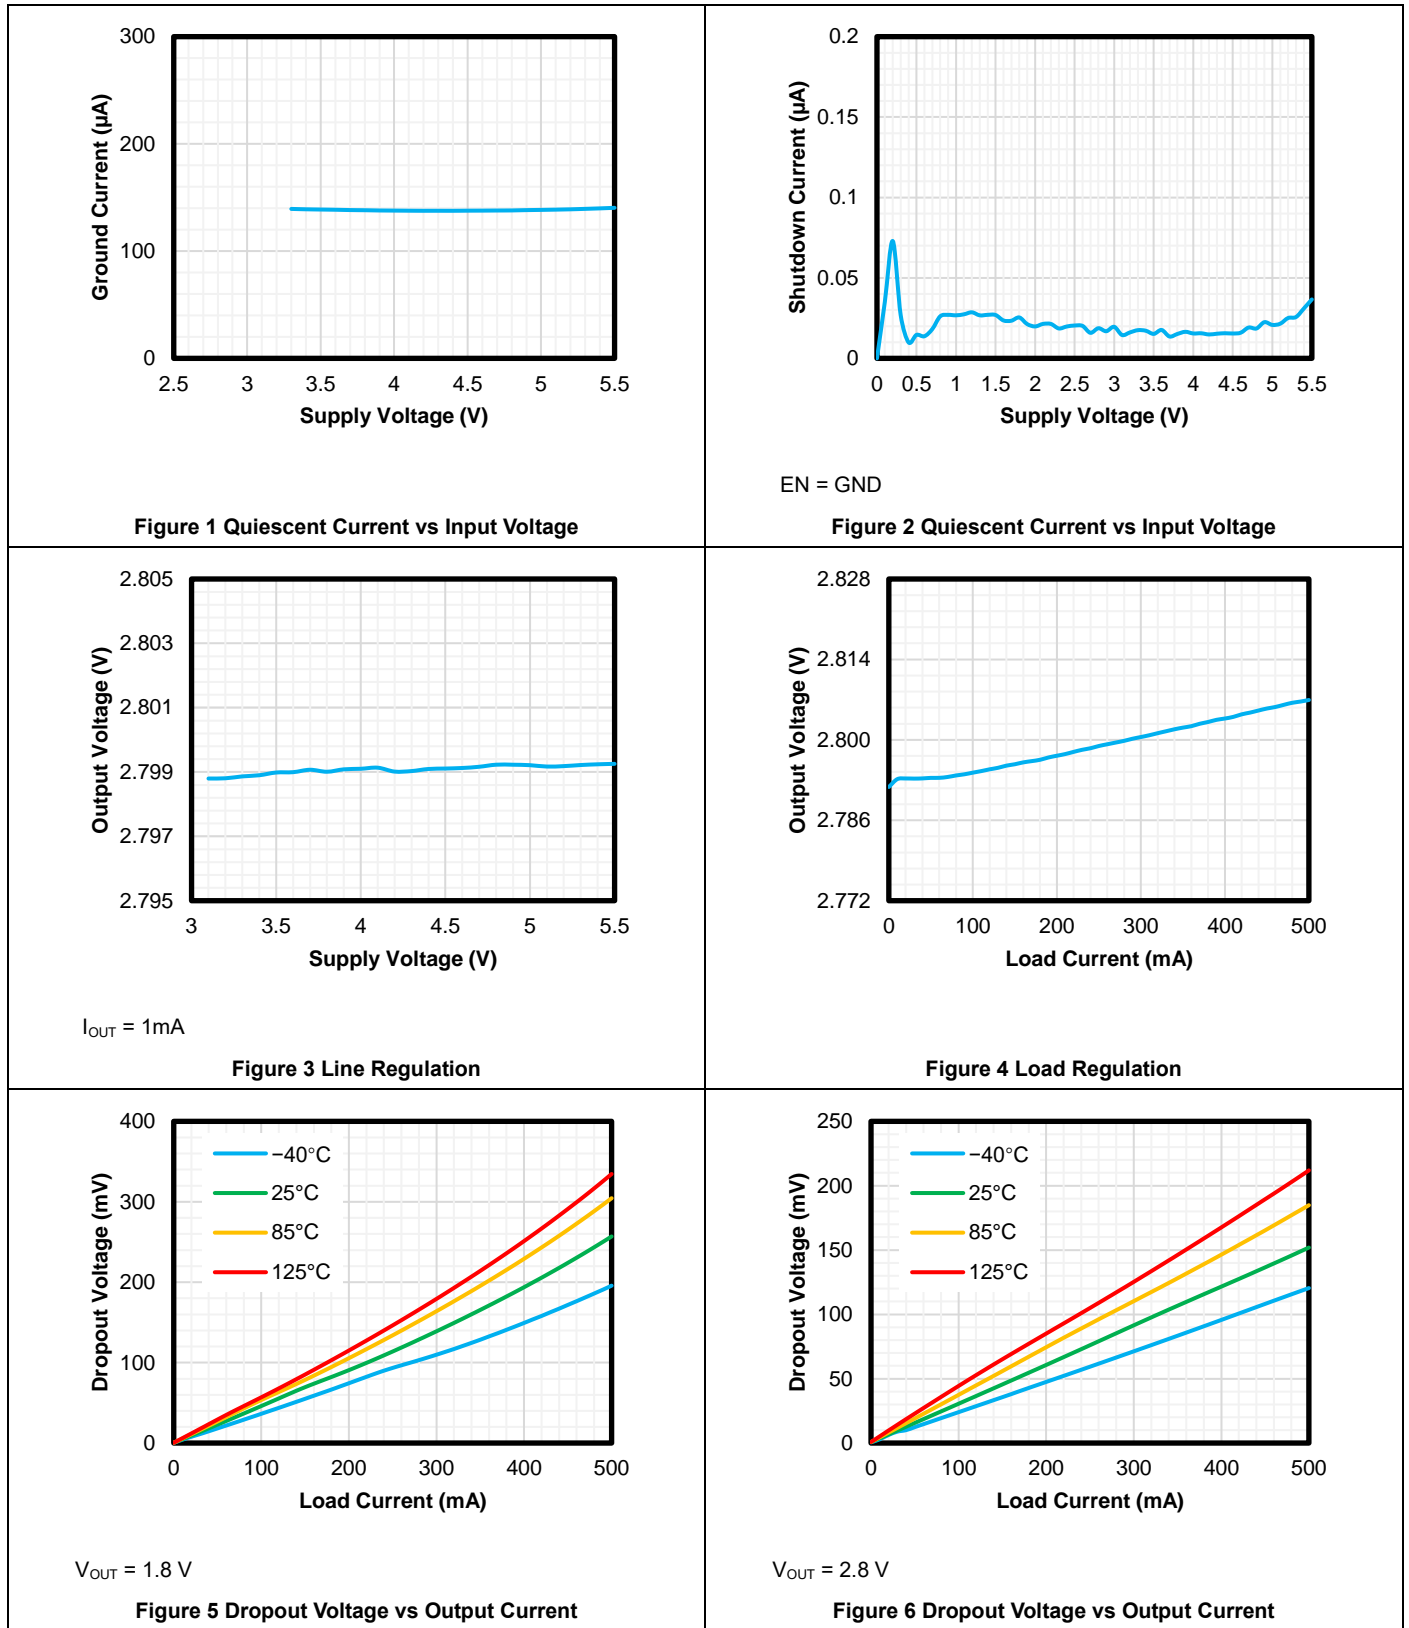 300
200
100
0
2.5 3 3.5 4 4.5 5 5.5
Ground Current (µA)
Supply Voltage (V)
Figure 1 Quiescent Current vs Input Voltage
0.2
0.15
0.1
0.05
0
0 0.5 1 1.5 2 2.5 3 3.5 4 4.5 5 5.5
Shutdown Current (µA)
Supply Voltage (V)
EN = GND
Figure 2 Quiescent Current vs Input Voltage
2.805
2.803
2.801
2.799
2.797
2.795
3 3.5 4 4.5 5 5.5
Output Voltage (V)
Supply Voltage (V)
IOUT = 1mA
Figure 3 Line Regulation
2.828
2.814
2.800
2.786
2.772
0 100 200 300 400 500
Output Voltage (V)
Load Current (mA)
Figure 4 Load Regulation
400
300
200
100
0
0 100 200 300 400 500
Dropout Voltage (mV)
−40°C
25°C
85°C
125°C
Load Current (mA)
VOUT = 1.8 V
Figure 5 Dropout Voltage vs Output Current
250
200
150
100
50
0
0 100 200 300 400 500
Dropout Voltage (mV)
−40°C
25°C
85°C
125°C
Load Current (mA)
VOUT = 2.8 V
Figure 6 Dropout Voltage vs Output Current